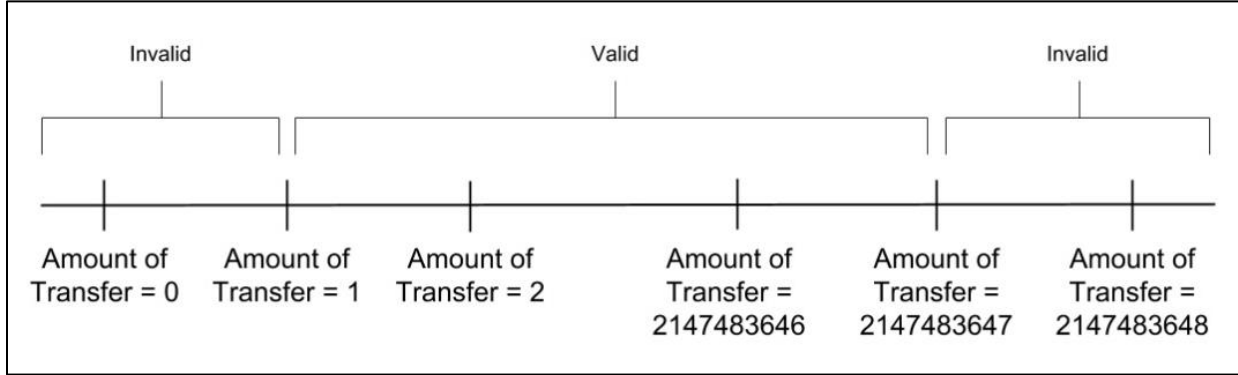 Invalid
Valid
Invalid
Amount of
Transfer = 0
Amount of
Transfer = 1
Amount of
Transfer = 2
Amount of
Transfer =
2147483646
Amount of
Transfer =
2147483647
Amount of
Transfer =
2147483648